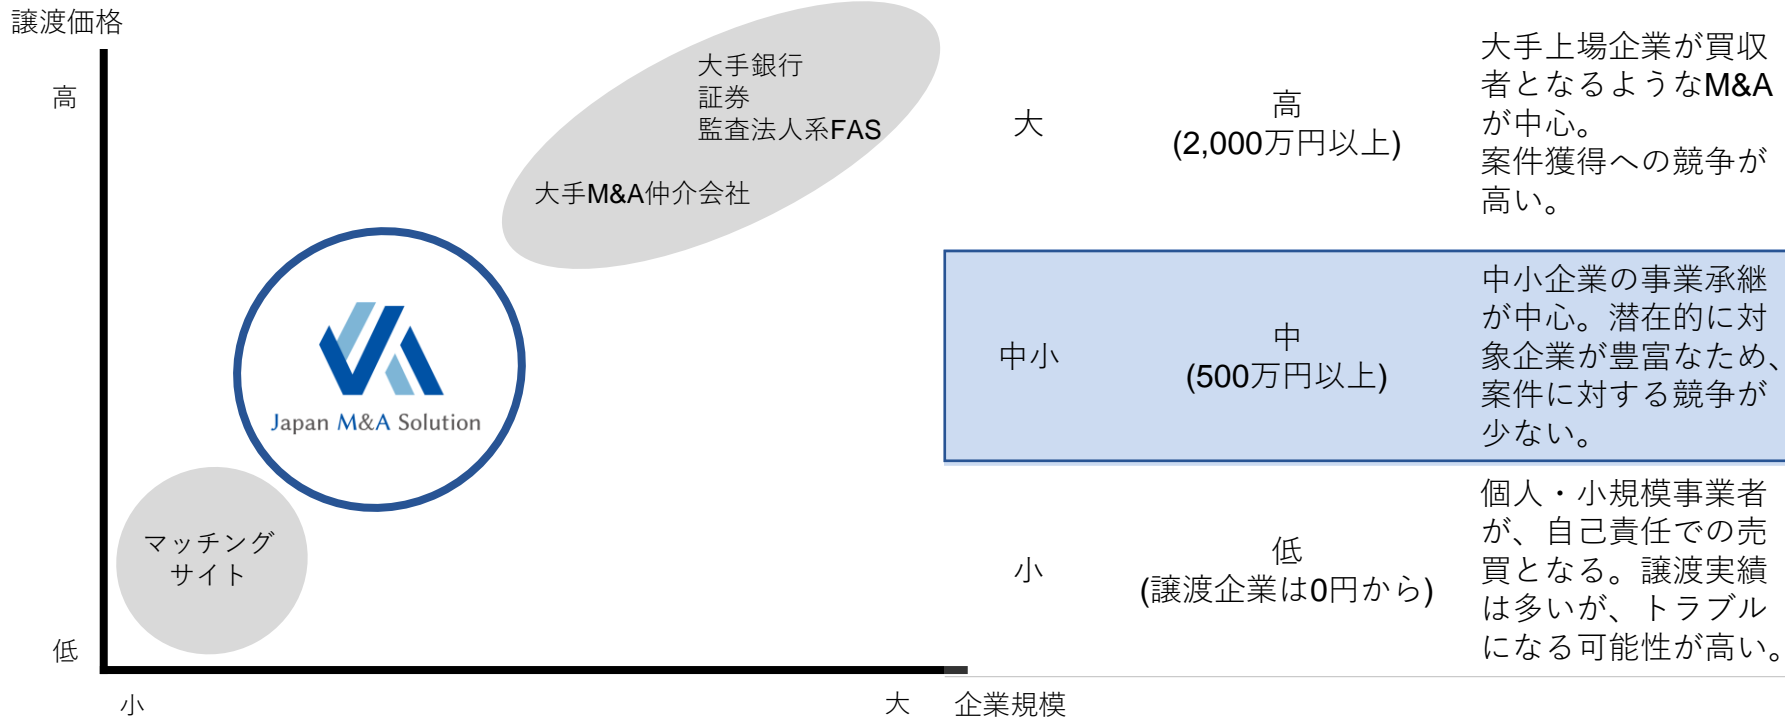 譲渡価格
高
大手銀行
証券
監査法人系FAS
大手M&A仲介会社
Japan M&A Solution
マッチング
サイト
低
小
大
企業規模
大
高
(2,000万円以上)
大手上場企業が買収
者となるようなM&A
が中心。
案件獲得への競争が
高い。
中小
中
(500万円以上)
中小企業の事業承継
が中心。潜在的に対
象企業が豊富なため、
案件に対する競争が
少ない。
小
低
(譲渡企業は0円から)
個人・小規模事業者
が、自己責任での売
買となる。譲渡実績
は多いが、トラブル
になる可能性が高い。